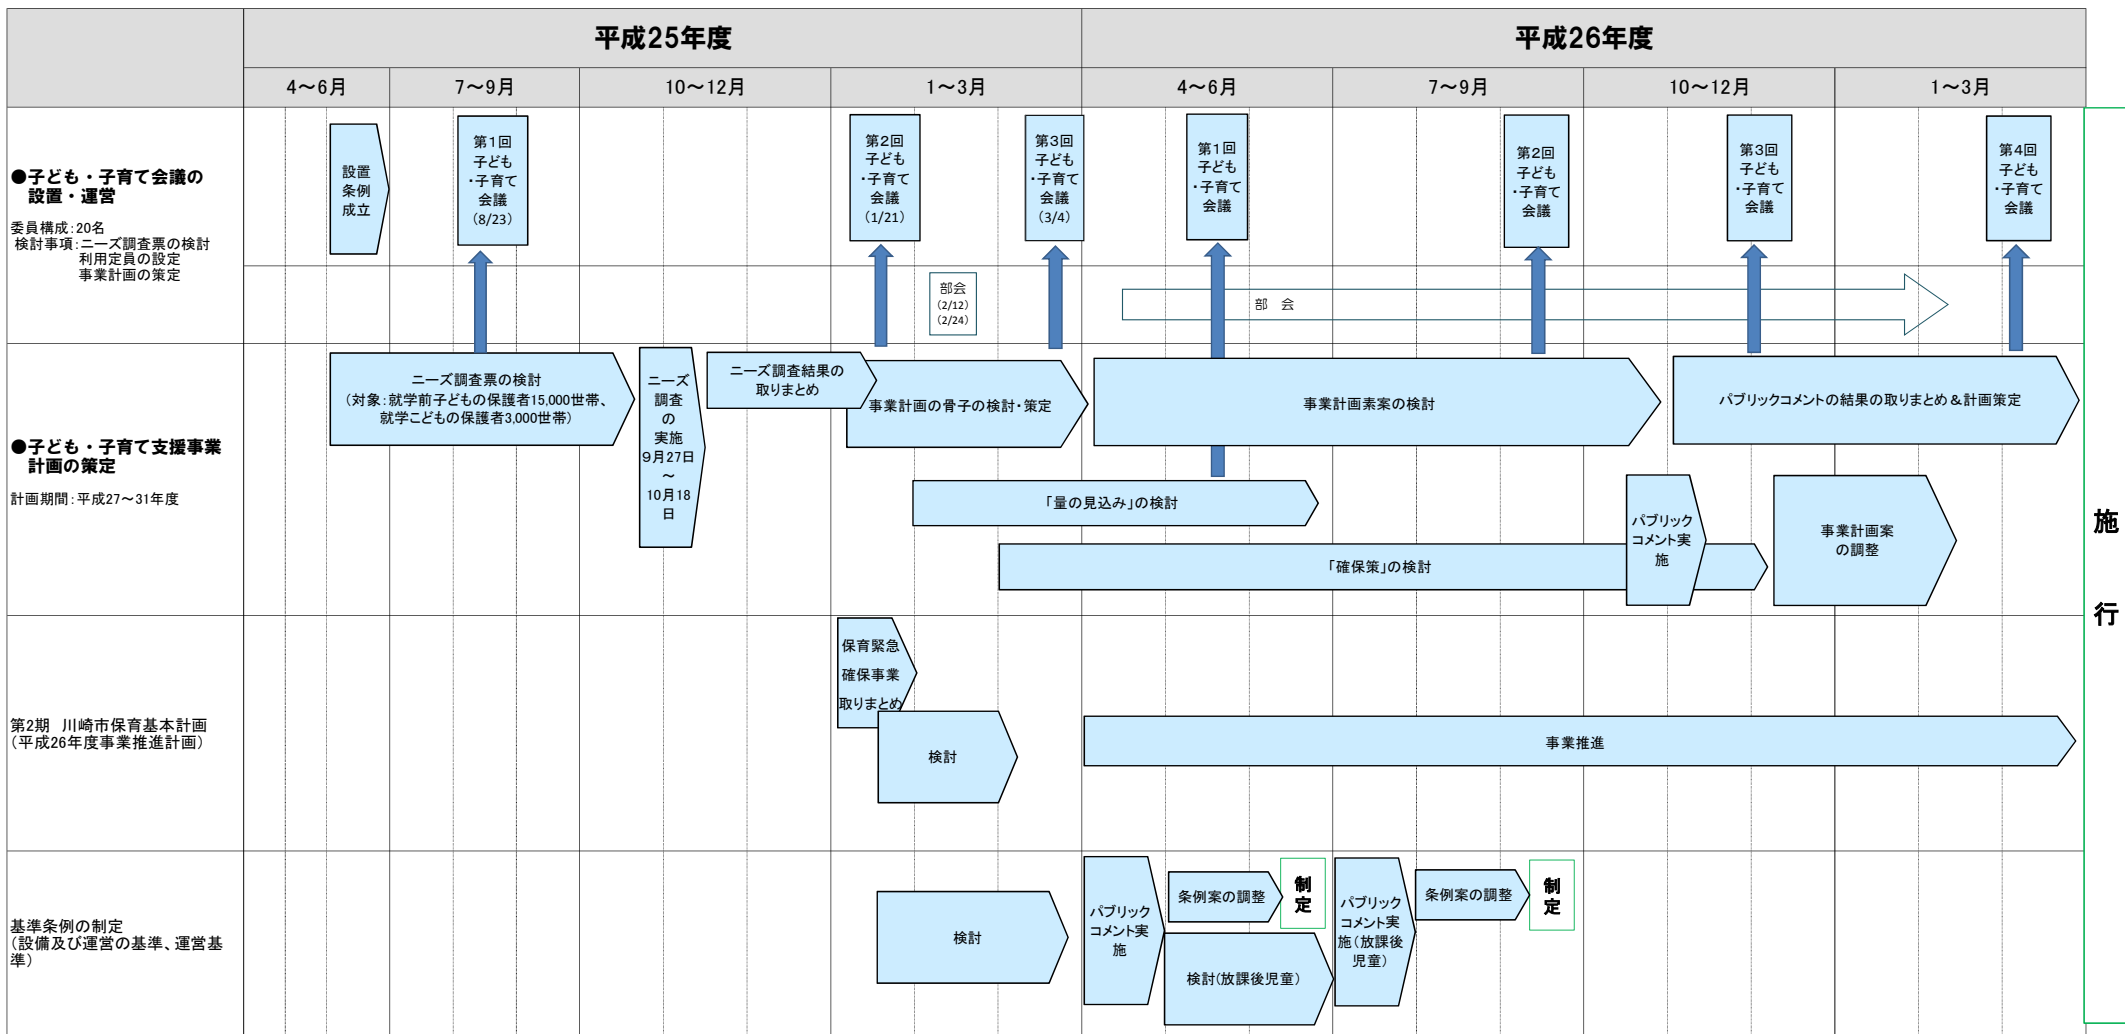 平成25年度
平成26年度
4～6月
7～9月
10～12月
1～3月
4～6月
7～9月
10～12月
1～3月
●子ども・子育て会議の
設置・運営
委員構成：20名
検討事項：ニーズ調査票の検討
利用定員の設定
事業計画の策定
設置
条例
成立
第1回
子ども
・子育て
会議
（8/23）
第2回
子ども
・子育て
会議
（1/21）
第3回
子ども
・子育て
会議
（3/4）
第1回
子ども
・子育て
会議
第2回
子ども
・子育て
会議
第3回
子ども
・子育て
会議
第4回
子ども
・子育て
会議
部会
（2/12）
（2/24）
部　会
●子ども・子育て支援事業
計画の策定
計画期間：平成27～31年度
ニーズ調査票の検討
（対象：就学前子どもの保護者15,000世帯、
就学こどもの保護者3,000世帯）
ニーズ
調査
の
実施
9月27日
～
10月18
日
ニーズ調査結果の
取りまとめ
事業計画の骨子の検討・策定
事業計画素案の検討
パブリックコメントの結果の取りまとめ＆計画策定
「量の見込み」の検討
「確保策」の検討
パブリック
コメント実
施
事業計画案
の調整
第2期　川崎市保育基本計画
（平成26年度事業推進計画）
保育緊急
確保事業
取りまとめ
検討
事業推進
基準条例の制定
（設備及び運営の基準、運営基
準）
検討
パブリック
コメント実
施
条例案の調整
制
定
検討(放課後児童)
パブリック
コメント実
施（放課後
児童）
条例案の調整
制
定
施
行